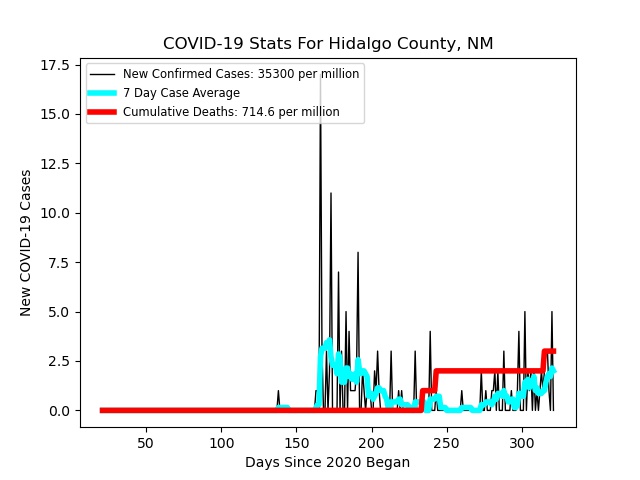 COVID-19 Stats For Hidalgo County, NM
New Confirmed Cases: 35300 per million
7 Day Case Average
Cumulative Deaths: 714.6 per million
New COVID-19 Cases
17.5
15.0
12.5
10.0
7.5
5.0
2.5
0.0
50 100 150 200 250 300
Days Since 2020 Began